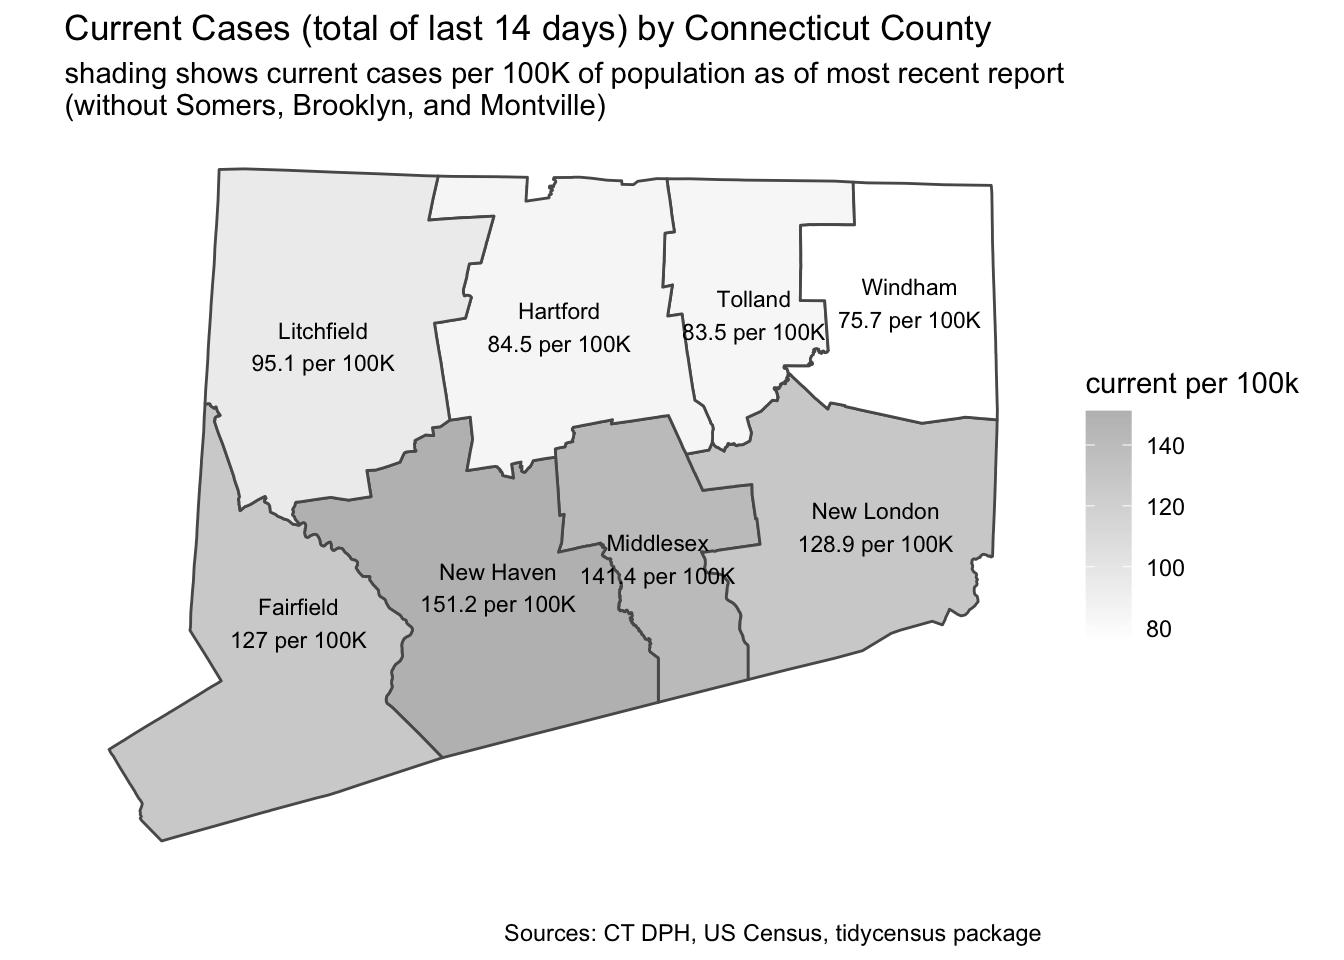 Current Cases (total of last 14 days) by Connecticut County
shading shows current cases per 100K of population as of most recent report
(without Somers, Brooklyn, and Montville)
Litchfield
95.1 per 100K
Hartford
84.5 per 100K
Tolland
83.5 per 100K
Windham
75.7 per 100K
Fairfield
127 per 100K
New Haven
151.2 per 100K
Middlesex
141.4 per 100K
New London
128.9 per 100K
current per 100k
140
120
100
80
Sources: CT DPH, US Census, tidycensus package